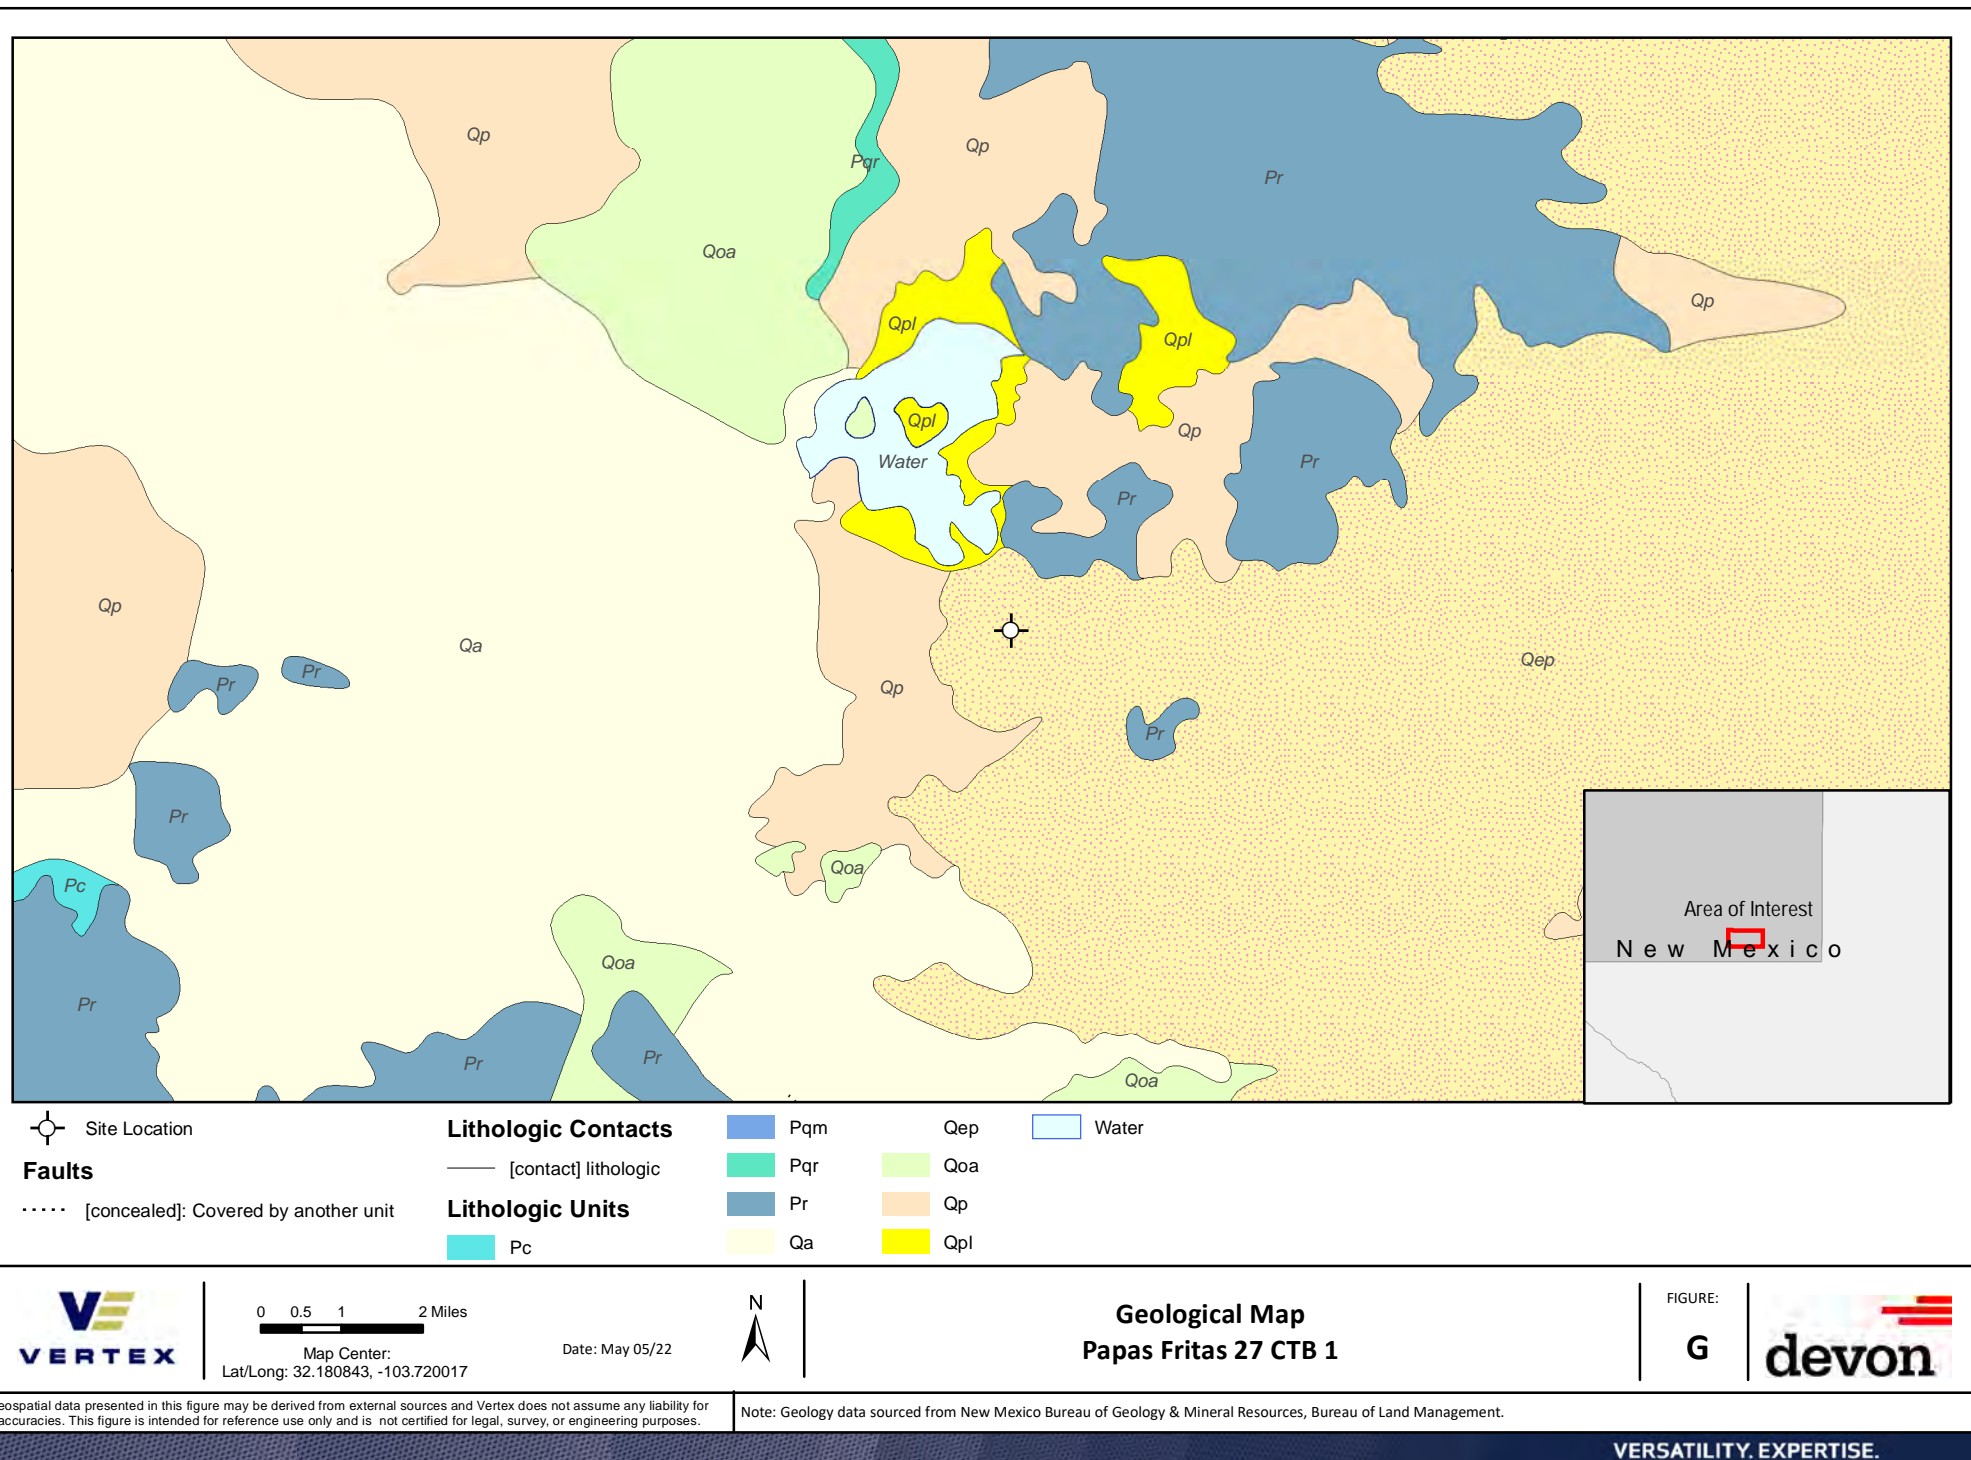 Qp
Qp
Pqr
Pr
Qoa
Qp
Qpl
Qpl
Qpl
Qp
Water
Pr
Pr
Qp
Qa
Qep
Pr
Pr
Qp
Pr
Pr
Qoa
Pc
Area of Interest
New Mexico
Qoa
Pr
Pr
Pr
Qoa
Site Location
Faults
[concealed]: Covered by another unit
Lithologic Contacts
[contact] lithologic
Lithologic Units
Pc
Pqm
Pqr
Pr
Qa
Qep
Qoa
Qp
Qpl
Water
VERTEX
0 0.5 1 2 Miles
Map Center:
Lat/Long: 32.180843, -103.720017
Date: May 05/22
N
Geological Map
Papas Fritas 27 CTB 1
FIGURE:
G
devon
eospatial data presented in this figure may be derived from external sources and Vertex does not assume any liability for
accuracies. This figure is intended for reference use only and is not certified for legal, survey, or engineering purposes.
Note: Geology data sourced from New Mexico Bureau of Geology & Mineral Resources, Bureau of Land Management.
VERSATILITY. EXPERTISE.